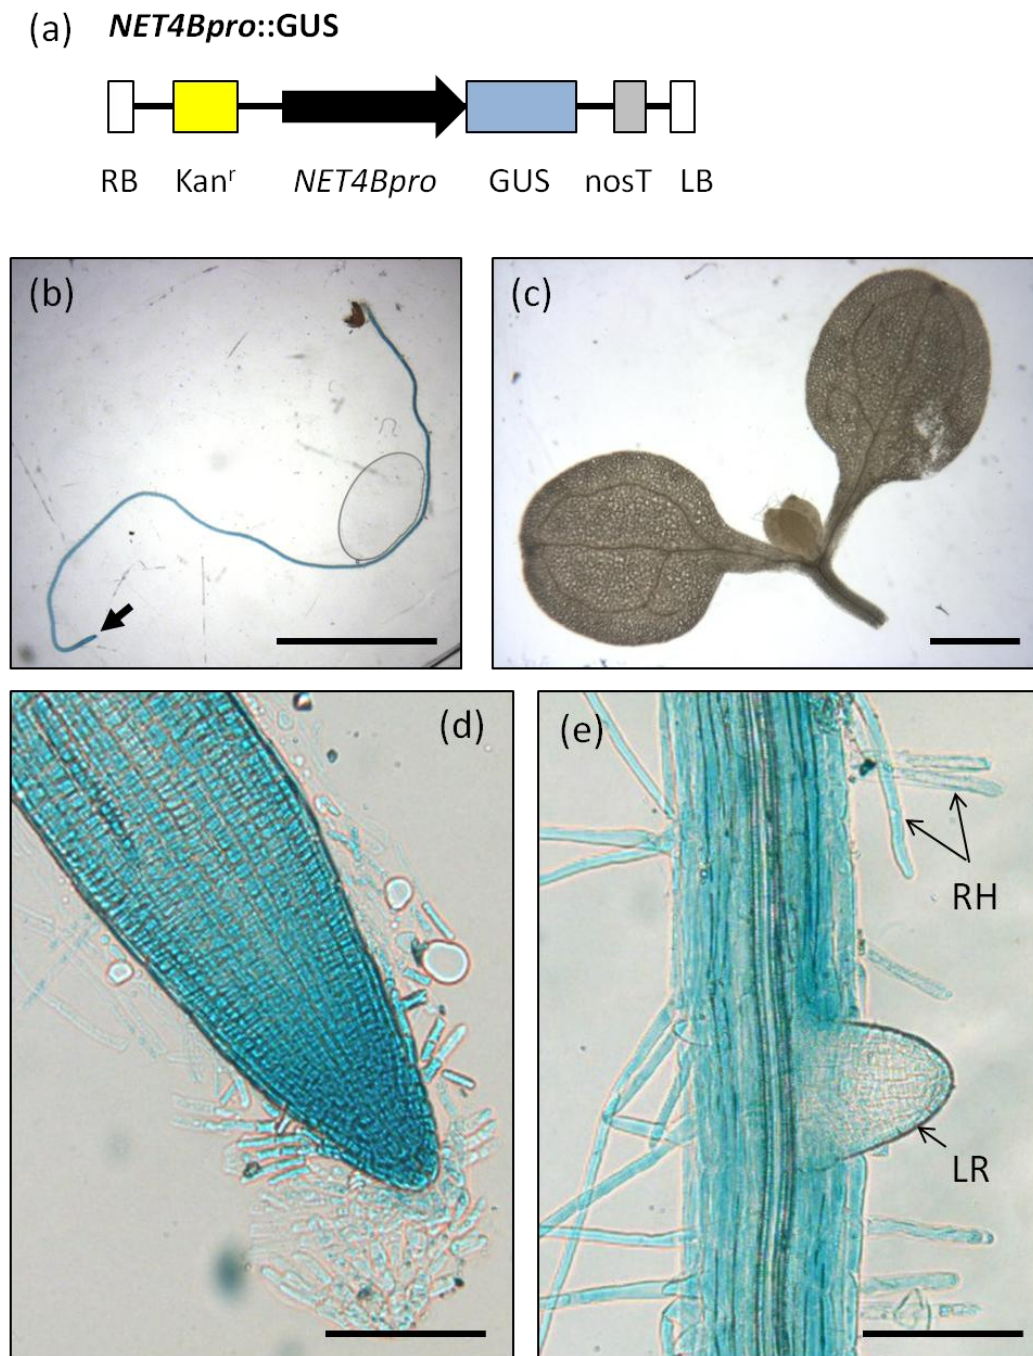 (a) NET4Bpro::GUS
RB Kanʳ NET4Bpro GUS nosT LB
(b)
(c)
(d)
(e)
RH
LR